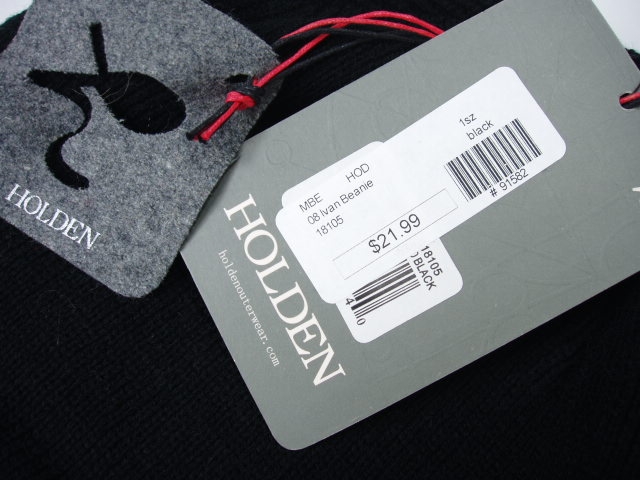 HOLDEN
1sz
black
# 91582
MBE HOD
08 Ivan Beanie
18105
$21.99
18105
BLACK
HOLDEN
holdenouterwear.com